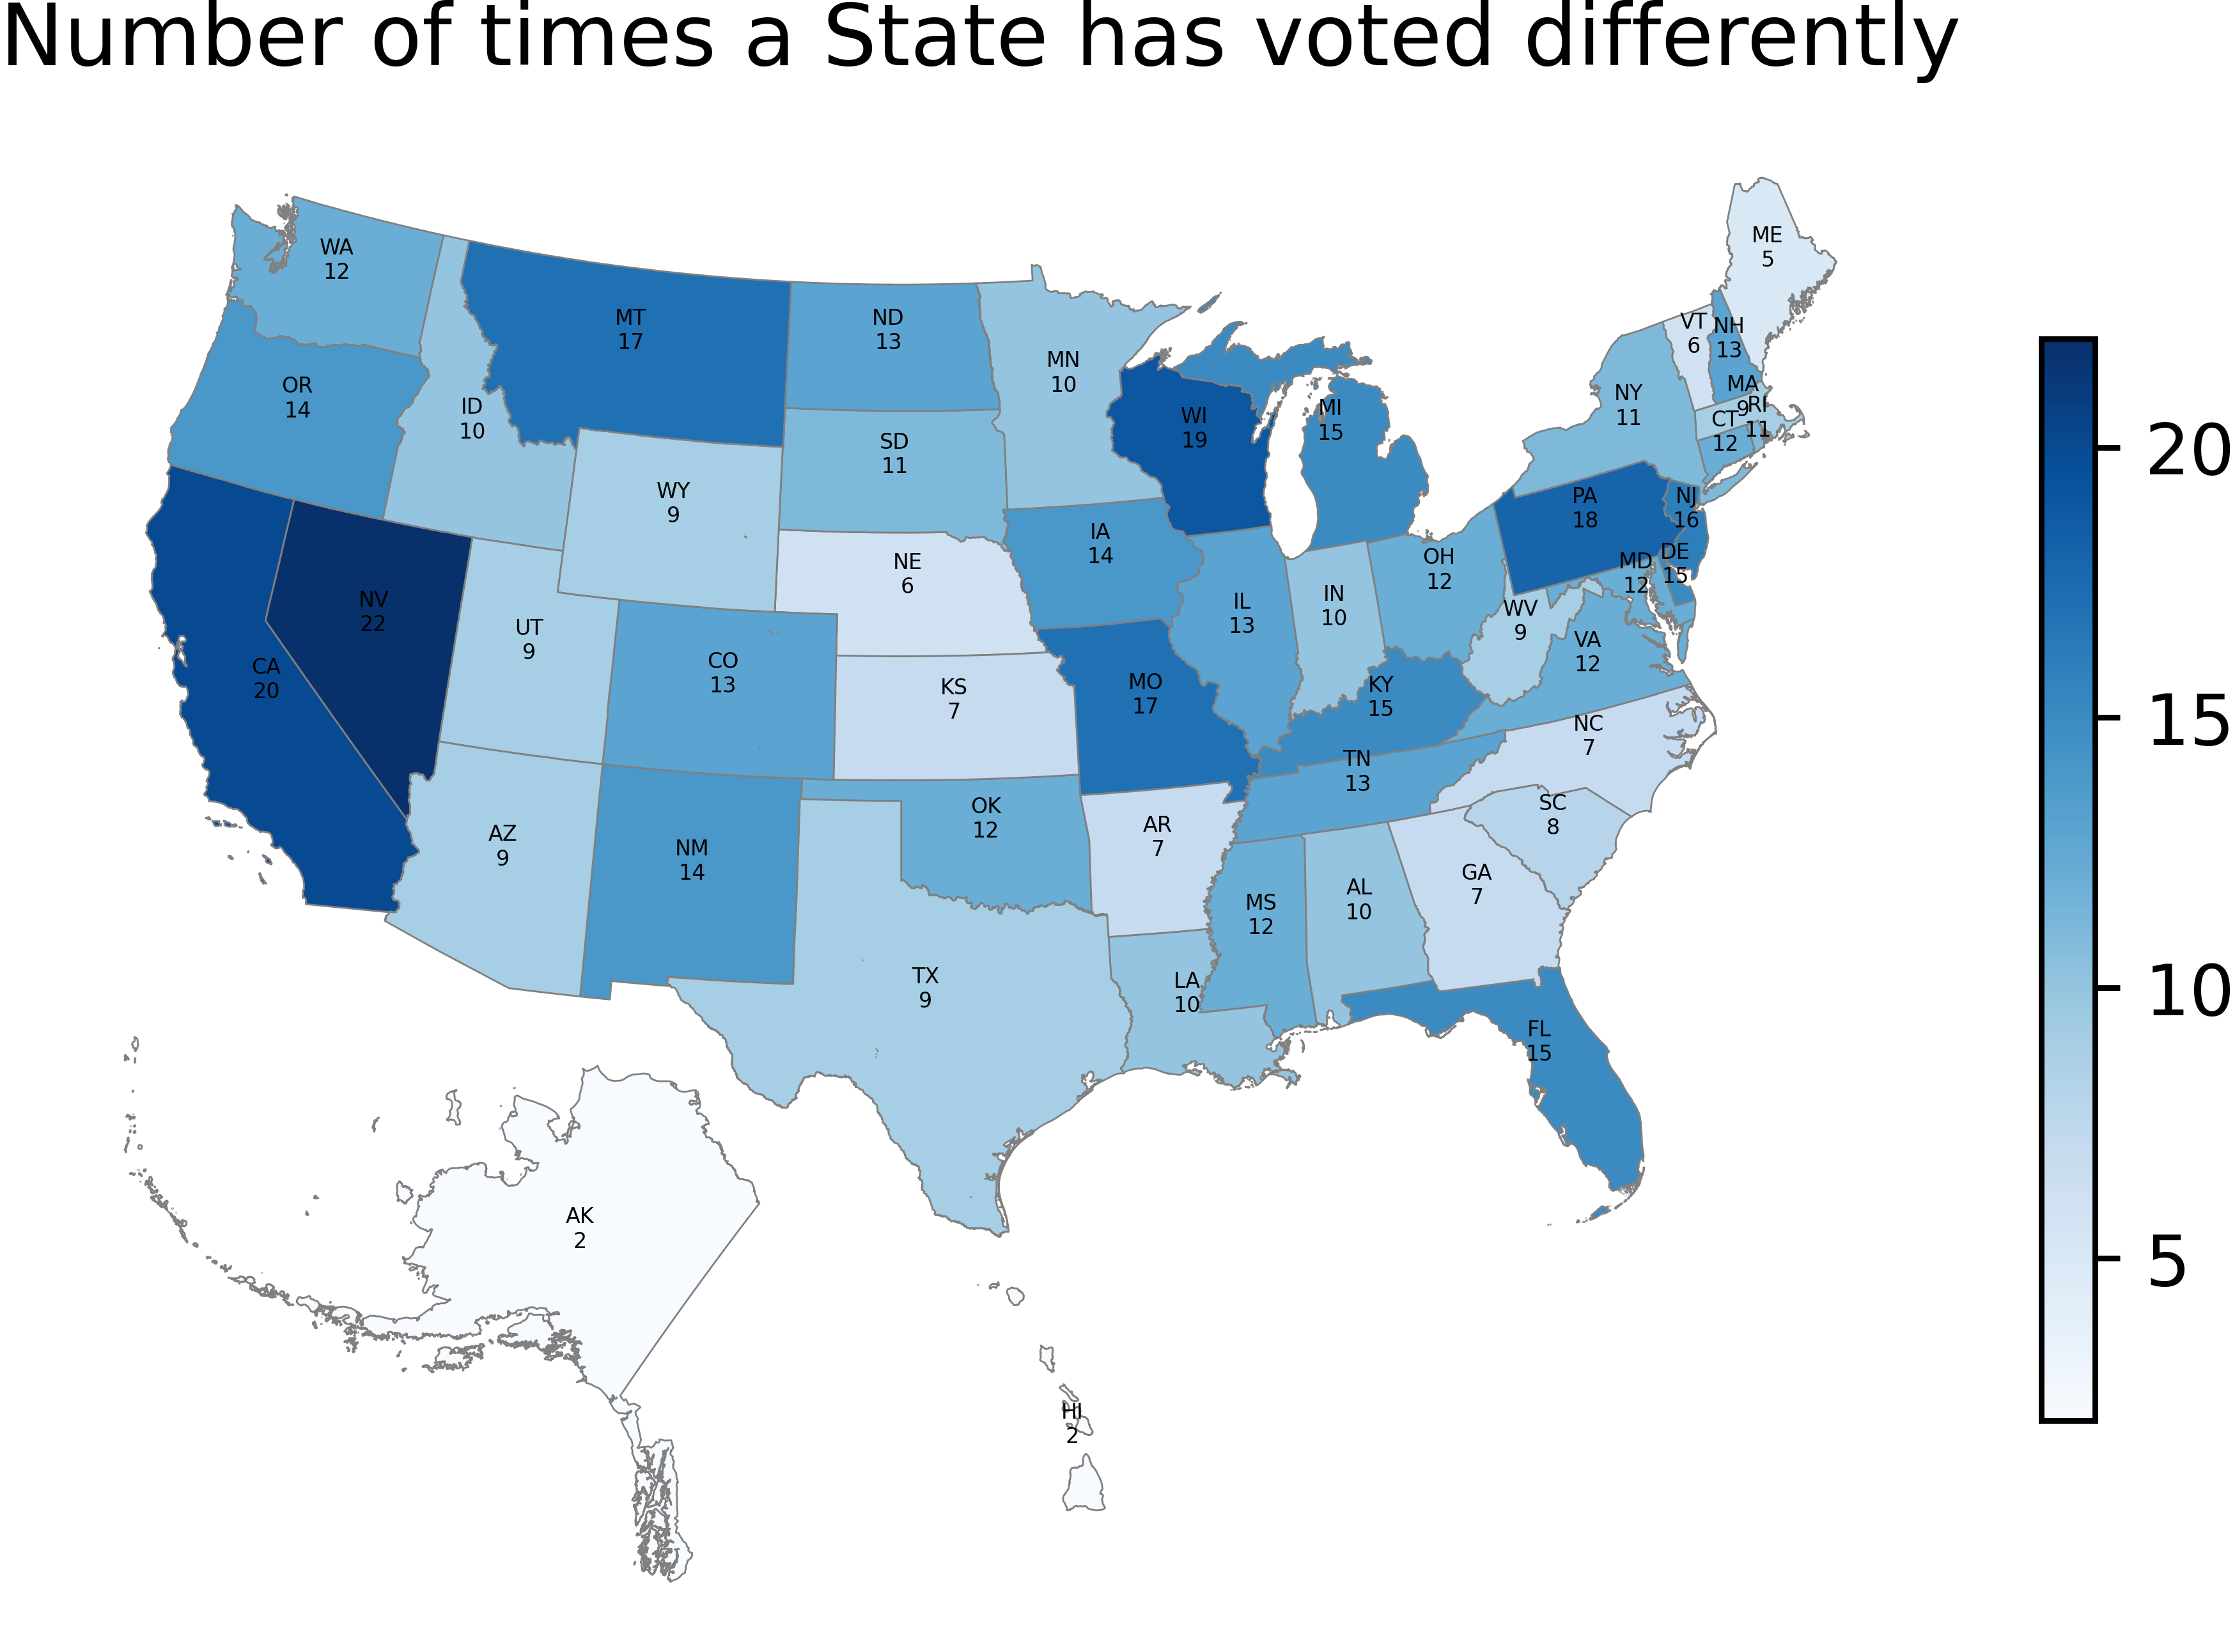 Number of times a State has voted differently
ME
5
WA
12
MT
17
ND
13
VT
6
NH
13
MN
10
OR
14
ID
10
NY
11
MA
9
RI
11
CT
12
WI
19
MI
15
SD
11
20
WY
9
PA
18
NJ
16
IA
14
NE
6
OH
12
MD
12
DE
15
NV
22
UT
9
IL
13
IN
10
WV
9
VA
12
CA
20
CO
13
KS
7
MO
17
KY
15
NC
7
15
TN
13
AZ
9
NM
14
OK
12
AR
7
SC
8
MS
12
AL
10
GA
7
TX
9
LA
10
10
FL
15
AK
2
5
HI
2